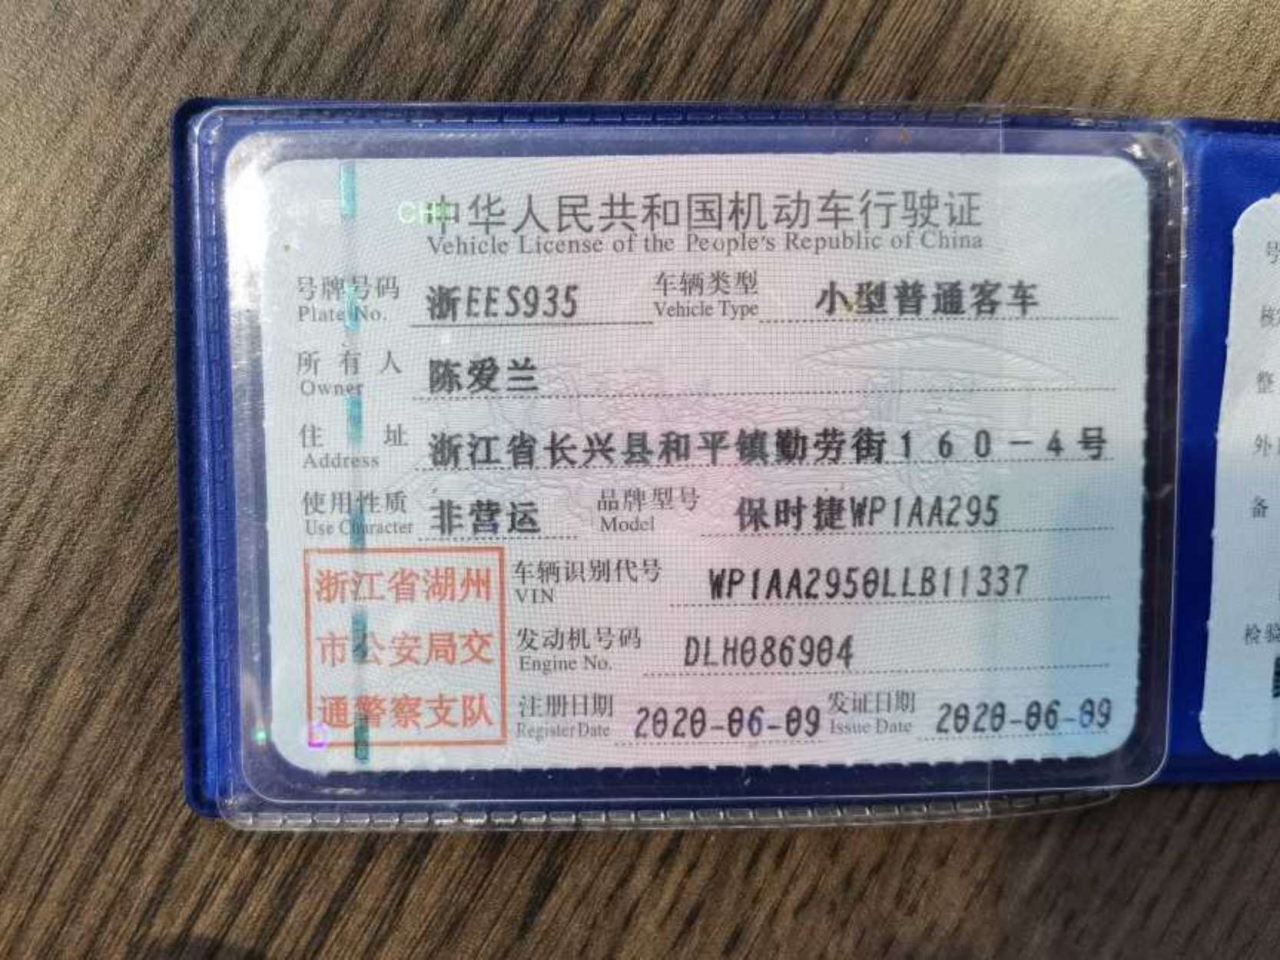 中华人民共和国机动车行驶证
Vehicle License of the People's Republic of China
号牌号码 浙EES935 车辆类型 小型普通客车
Plate No. Vehicle Type
所有人 陈爱兰
Owner
住址 浙江省长兴县和平镇勤劳街160-4号
Address
使用性质 非营运 品牌型号 保时捷WP1AA295
Use Character Model
浙江省湖州
市公安局交
通警察支队
车辆识别代号 WP1AA2950LLB11337
VIN
发动机号码 DLH086904
Engine No.
注册日期 2020-06-09 发证日期 2020-06-09
Register Date Issue Date
号
核
整
外
备
检验